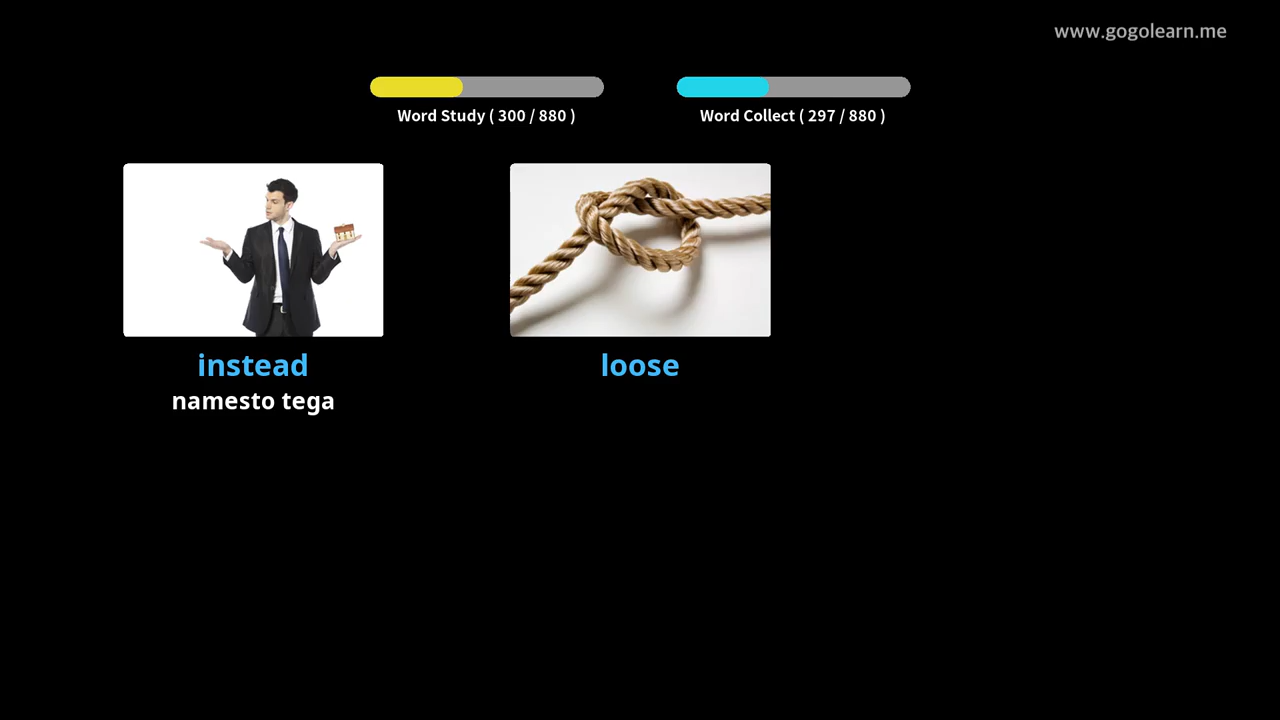 www.gogolearn.me
Word Study ( 300 / 880 )
Word Collect ( 297 / 880 )
instead
namesto tega
loose